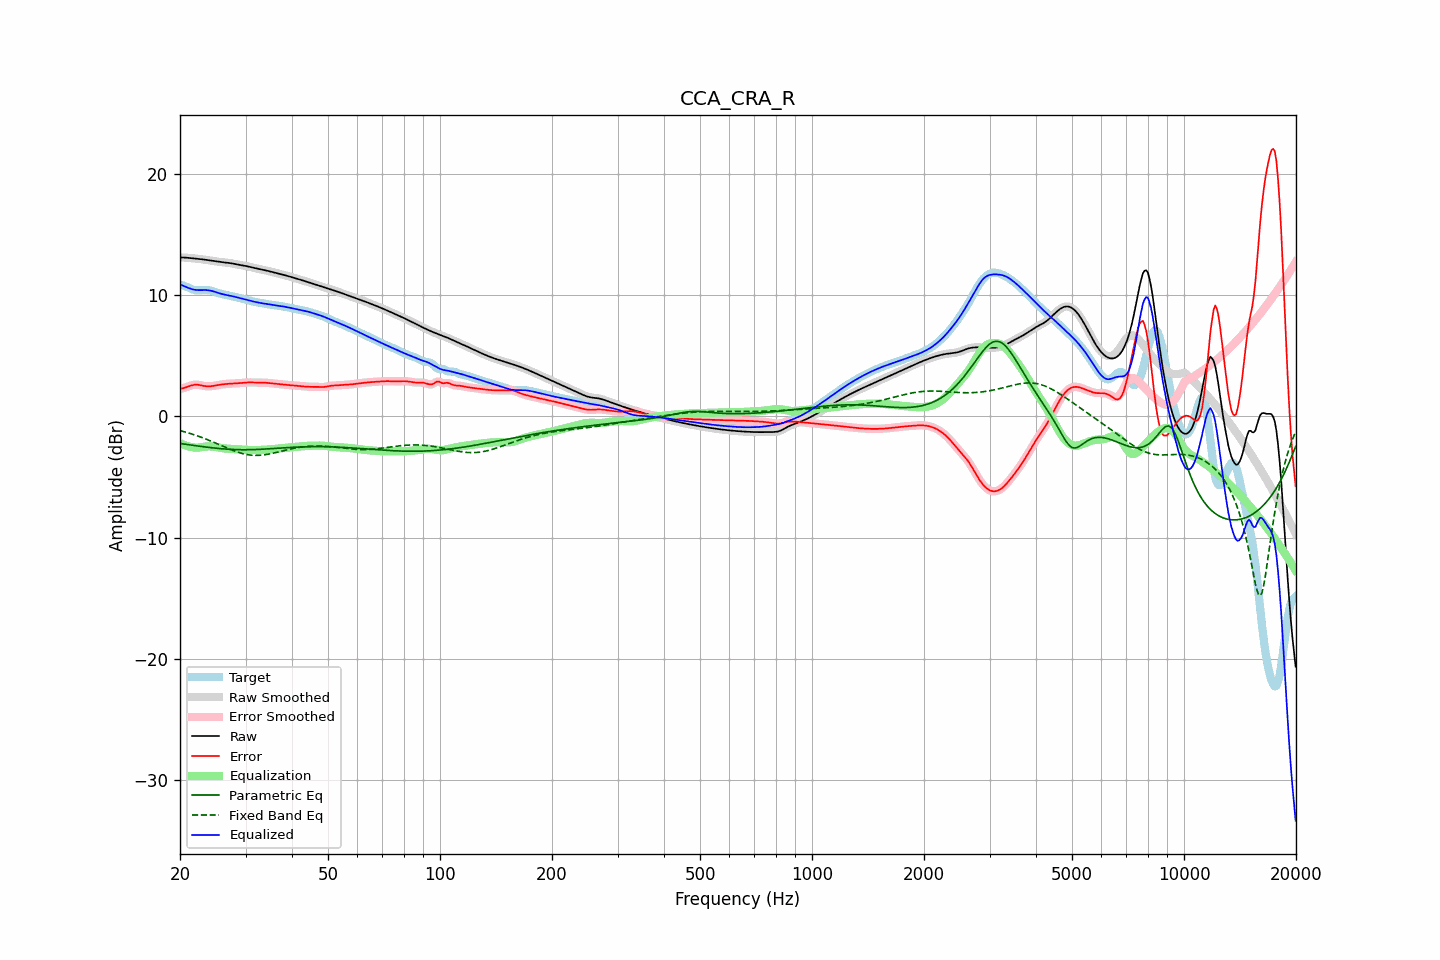 CCA_CRA_R
Amplitude (dBr)
20
10
0
−10
−20
−30
Target
Raw Smoothed
Error Smoothed
Raw
Error
Equalization
Parametric Eq
Fixed Band Eq
Equalized
20 50 100 200 500 1000 2000 5000 10000 20000
Frequency (Hz)